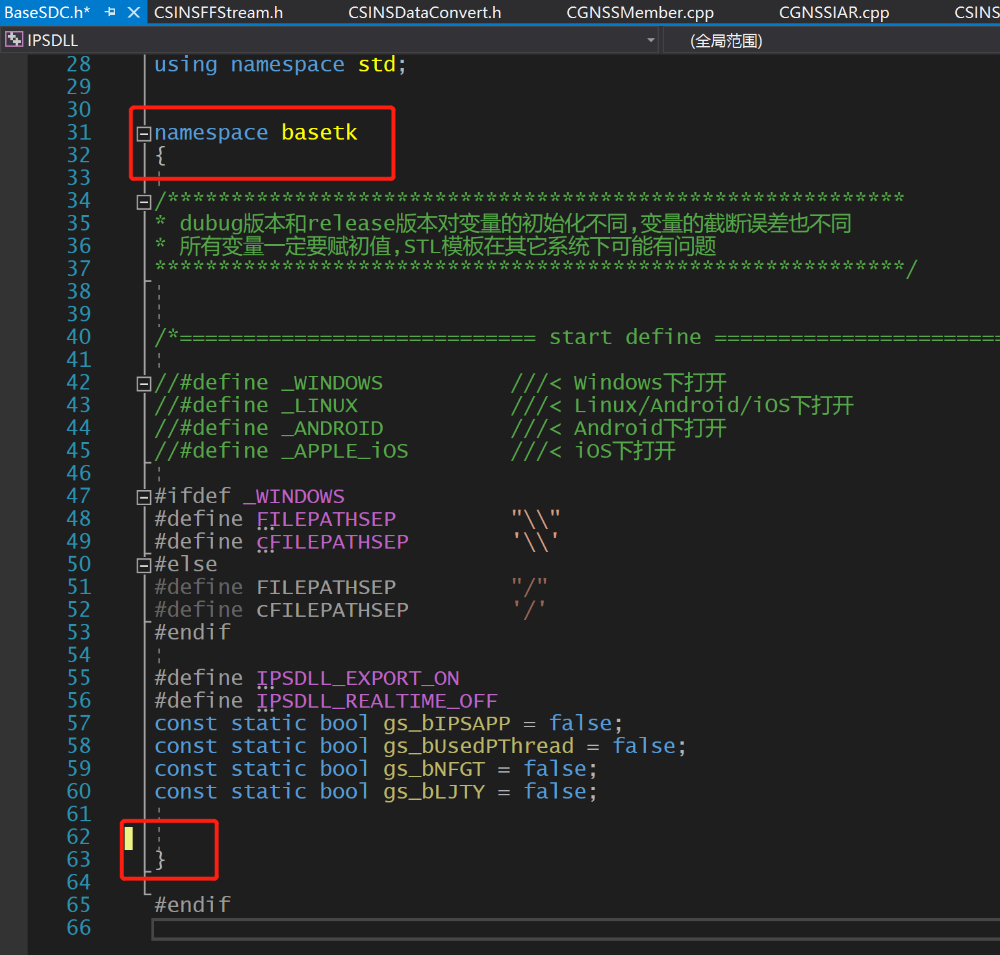 BaseSDC.h* CSINSFFStream.h CSINSDataConvert.h CGNSSMember.cpp CGNSSIAR.cpp CSINS
IPSDLL (全局范围)
28 using namespace std;
29
30
31 namespace basetk
32 {
33
34 /**********************************************************
35 * dubug版本和release版本对变量的初始化不同,变量的截断误差也不同
36 * 所有变量一定要赋初值,STL模板在其它系统下可能有问题
37 ***********************************************************/
38
39
40 /*============================ start define =======================
41
42 //#define _WINDOWS ///< Windows下打开
43 //#define _LINUX ///< Linux/Android/iOS下打开
44 //#define _ANDROID ///< Android下打开
45 //#define _APPLE_iOS ///< iOS下打开
46
47 #ifdef _WINDOWS
48 #define FILEPATHSEP "\\"
49 #define cFILEPATHSEP '\\'
50 #else
51 #define FILEPATHSEP "/"
52 #define cFILEPATHSEP '/'
53 #endif
54
55 #define IPSDLL_EXPORT_ON
56 #define IPSDLL_REALTIME_OFF
57 const static bool gs_bIPSAPP = false;
58 const static bool gs_bUsedPThread = false;
59 const static bool gs_bNFGT = false;
60 const static bool gs_bLJTY = false;
61
62
63 }
64
65 #endif
66